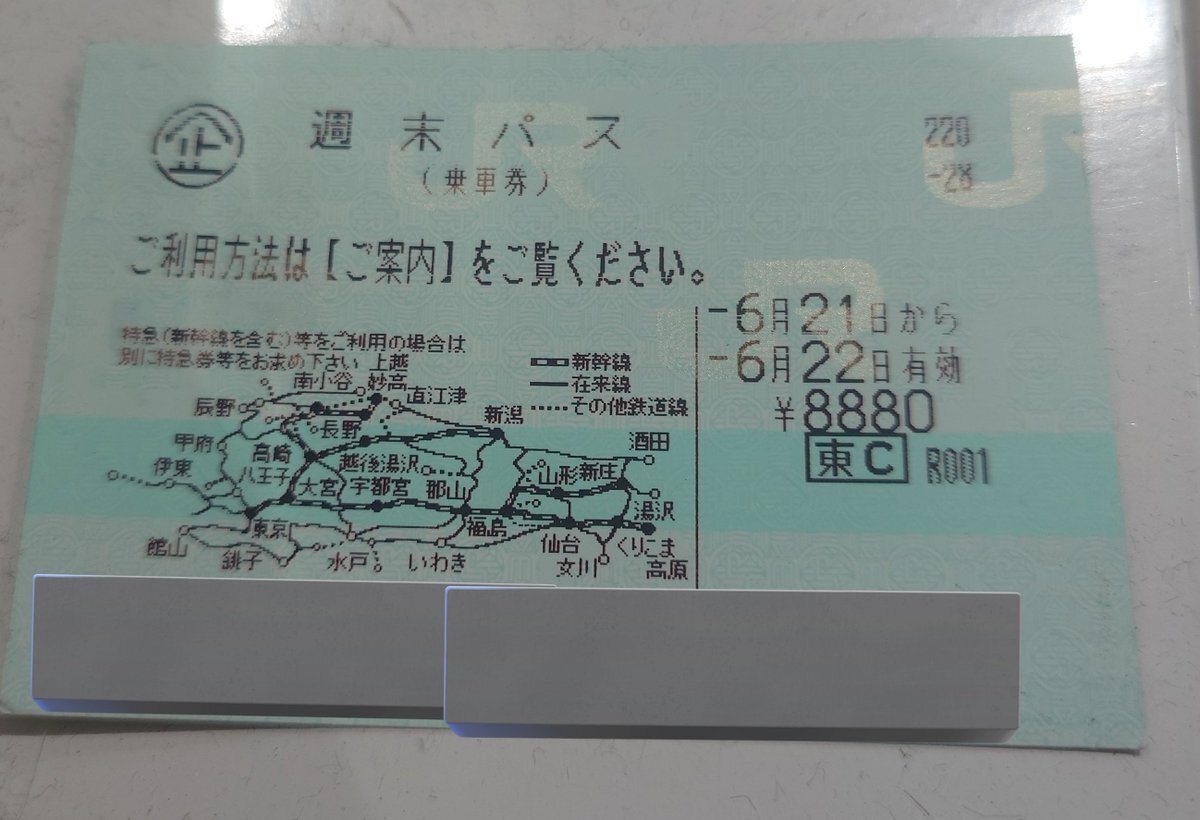 企 週末パス 220
(乗車券) -28
ご利用方法は【ご案内】をご覧ください。
-6月21日から
-6月22日有効
¥8880
東C R001
特急(新幹線を含む)等をご利用の場合は
別に特急券等をお求め下さい
新幹線
在来線
その他鉄道線
上越
南小谷 妙高
辰野 直江津
長野 新潟
甲府 高崎 酒田
伊東 八王子 越後湯沢 山形 新庄
大宮 宇都宮 郡山
東京 福島 湯沢
館山 仙台 くりこま
銚子 水戸 いわき 女川 高原
JR